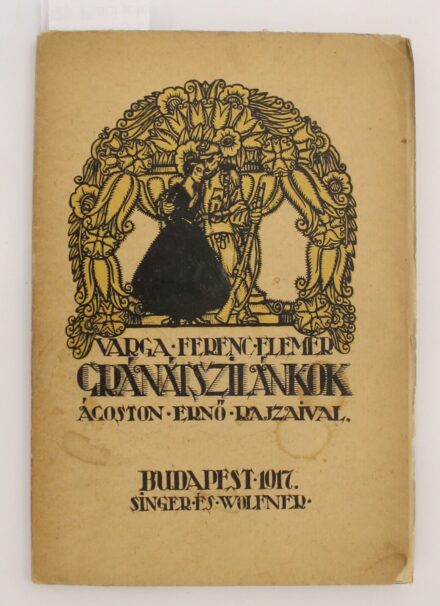 VARGA · FERENC · ELEMÉR
GRÁNÁTSZILÁNKOK
ÁGOSTON · ERNŐ · RAJZAIVAL.
BUDAPEST · 1917.
SINGER · ÉS · WOLFNER ·